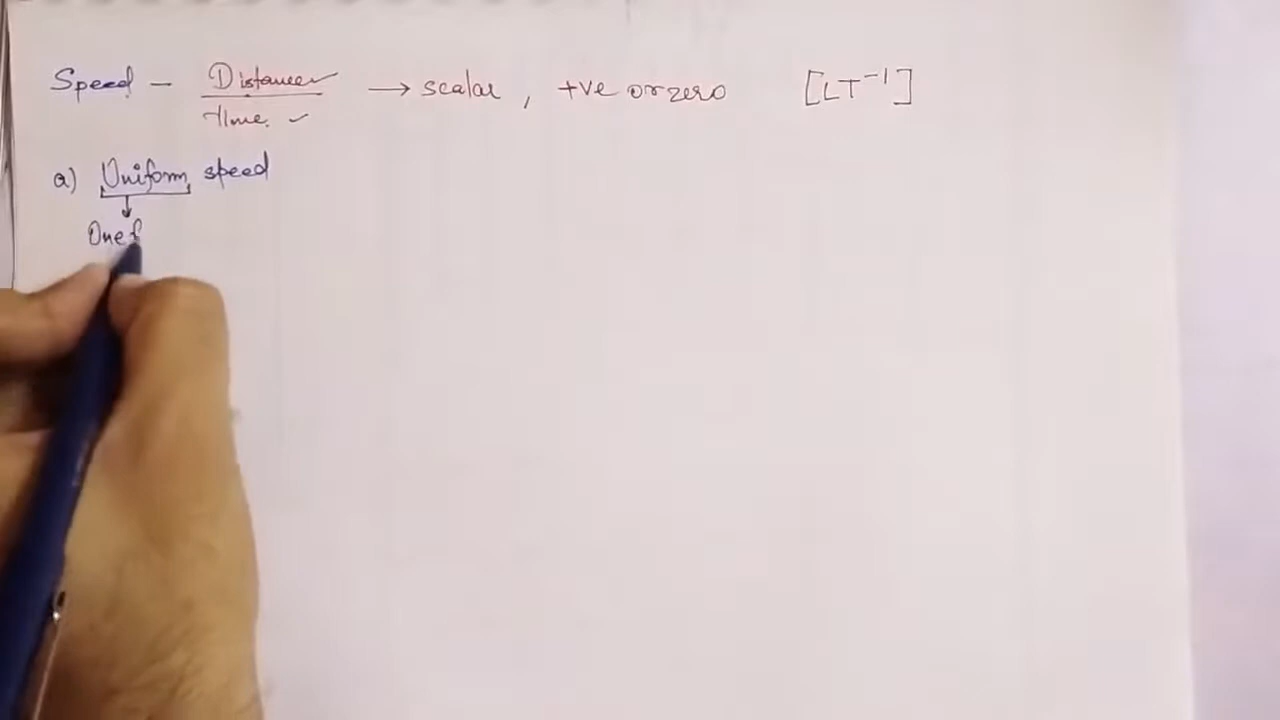 Speed - Distance / Time → scalar, +ve or zero [LT⁻¹]
a) Uniform speed
↓
One f